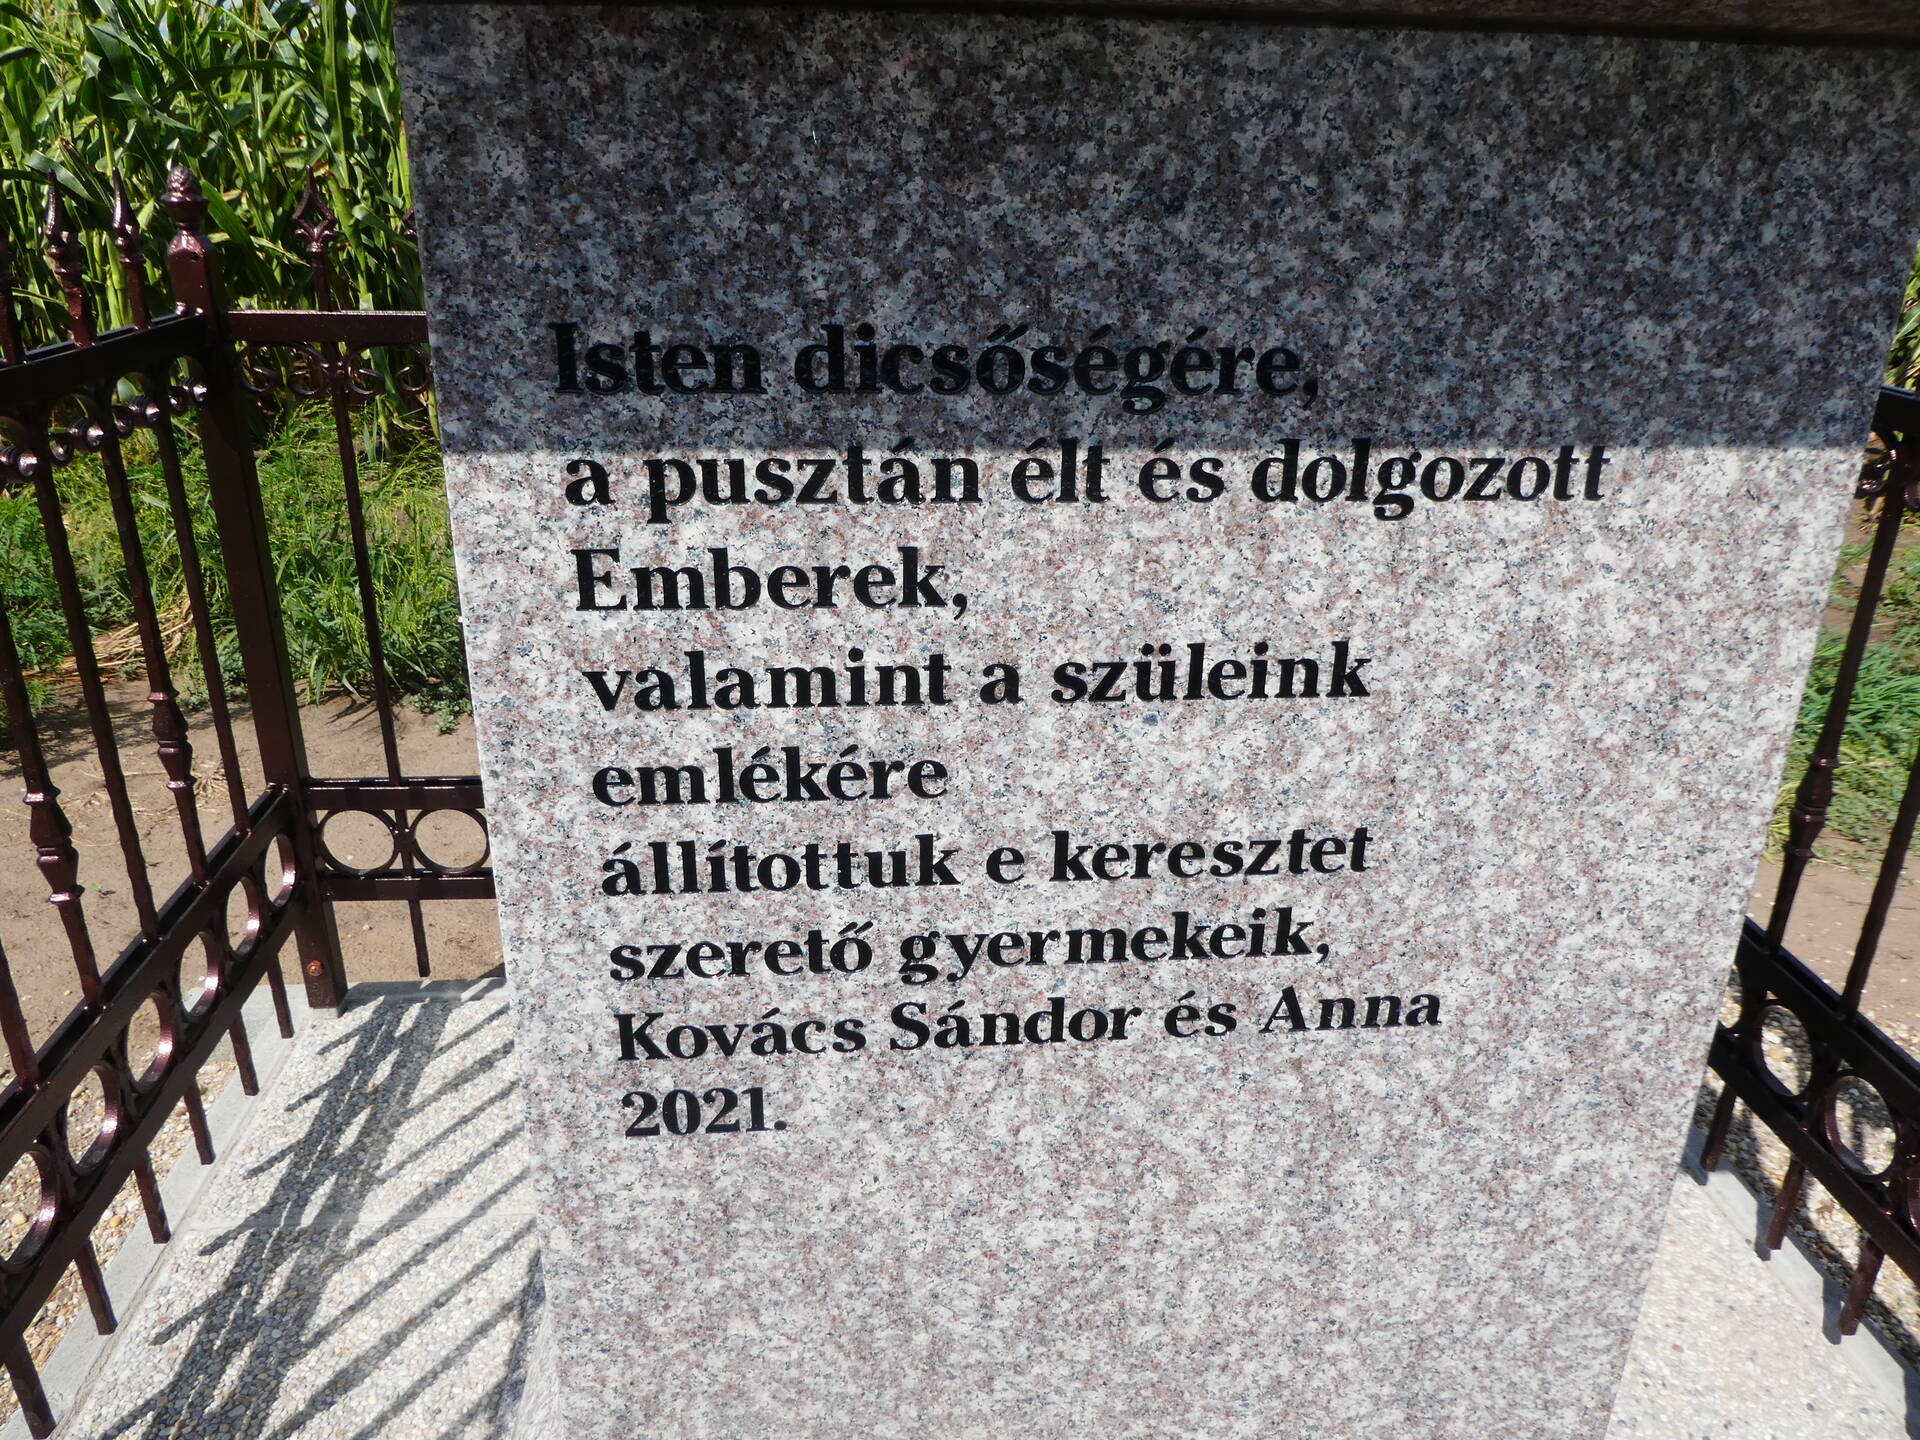 Isten dicsőségére,
a pusztán élt és dolgozott
Emberek,
valamint a szüleink
emlékére
állítottuk e keresztet
szerető gyermekeik,
Kovács Sándor és Anna
2021.